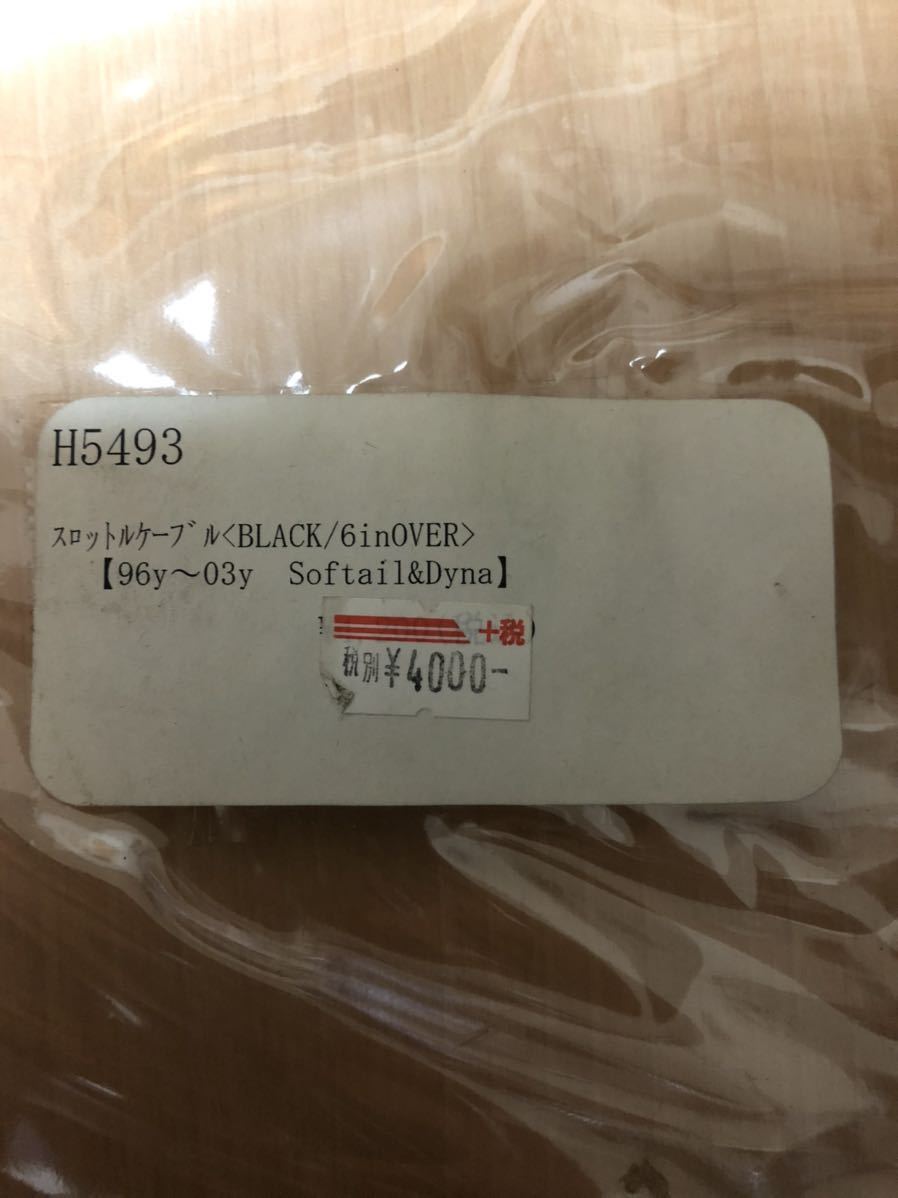 H5493
ｽﾛｯﾄﾙｹｰﾌﾞﾙ<BLACK/6inOVER>
【96y～03y　Softail&Dyna】
+税
税別 ¥4000-